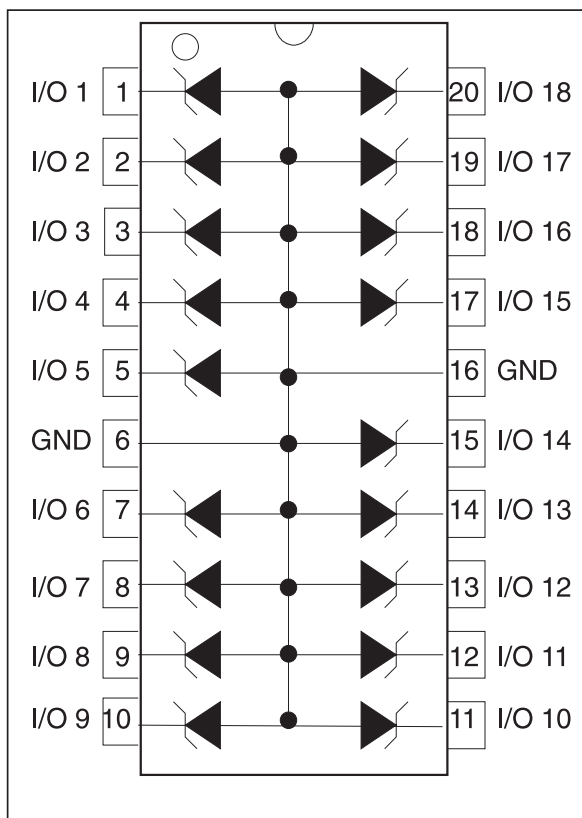 I/O 1 1 20 I/O 18
I/O 2 2 19 I/O 17
I/O 3 3 18 I/O 16
I/O 4 4 17 I/O 15
I/O 5 5 16 GND
GND 6 15 I/O 14
I/O 6 7 14 I/O 13
I/O 7 8 13 I/O 12
I/O 8 9 12 I/O 11
I/O 9 10 11 I/O 10